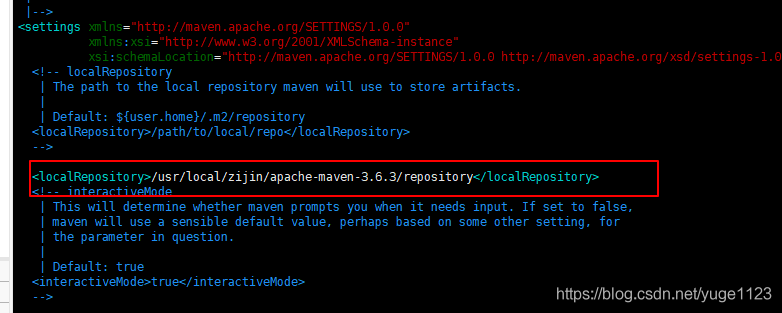 |-->
<settings xmlns="http://maven.apache.org/SETTINGS/1.0.0"
xmlns:xsi="http://www.w3.org/2001/XMLSchema-instance"
xsi:schemaLocation="http://maven.apache.org/SETTINGS/1.0.0 http://maven.apache.org/xsd/settings-1.0
<!-- localRepository
| The path to the local repository maven will use to store artifacts.
|
| Default: ${user.home}/.m2/repository
<localRepository>/path/to/local/repo</localRepository>
-->
<localRepository>/usr/local/zijin/apache-maven-3.6.3/repository</localRepository>
<!-- interactiveMode
| This will determine whether maven prompts you when it needs input. If set to false,
| maven will use a sensible default value, perhaps based on some other setting, for
| the parameter in question.
|
| Default: true
<interactiveMode>true</interactiveMode>
-->
https://blog.csdn.net/yuge1123